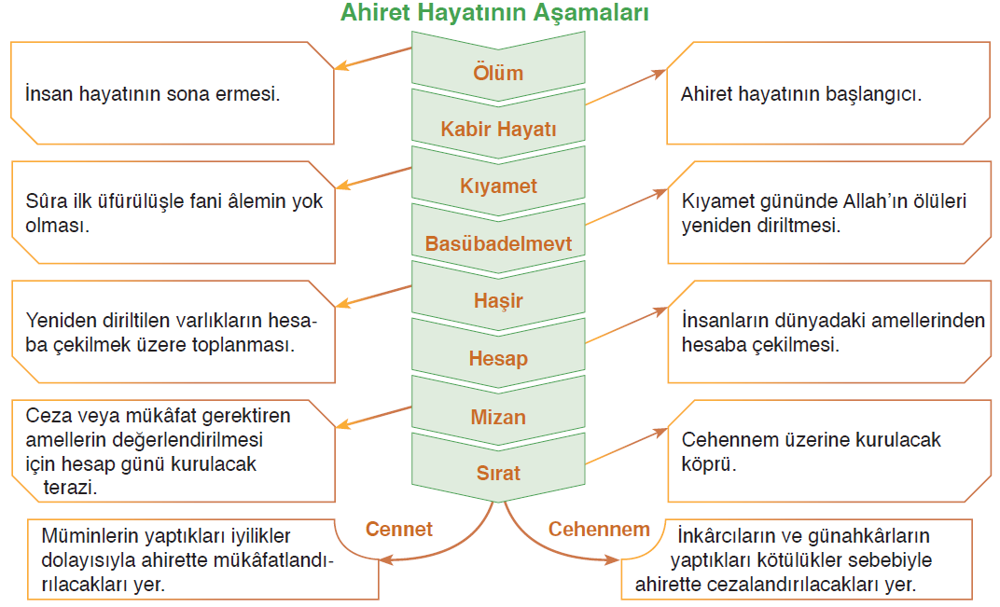 Ahiret Hayatının Aşamaları
Ölüm
İnsan hayatının sona ermesi.
Kabir Hayatı
Ahiret hayatının başlangıcı.
Kıyamet
Sûra ilk üfürülüşle fani âlemin yok
olması.
Basübadelmevt
Kıyamet gününde Allah’ın ölüleri
yeniden diriltmesi.
Haşir
Yeniden diriltilen varlıkların hesa-
ba çekilmek üzere toplanması.
Hesap
İnsanların dünyadaki amellerinden
hesaba çekilmesi.
Mizan
Ceza veya mükâfat gerektiren
amellerin değerlendirilmesi
için hesap günü kurulacak
terazi.
Sırat
Cehennem üzerine kurulacak
köprü.
Cennet
Müminlerin yaptıkları iyilikler
dolayısıyla ahirette mükâfatlandı-
rılacakları yer.
Cehennem
İnkârcıların ve günahkârların
yaptıkları kötülükler sebebiyle
ahirette cezalandırılacakları yer.